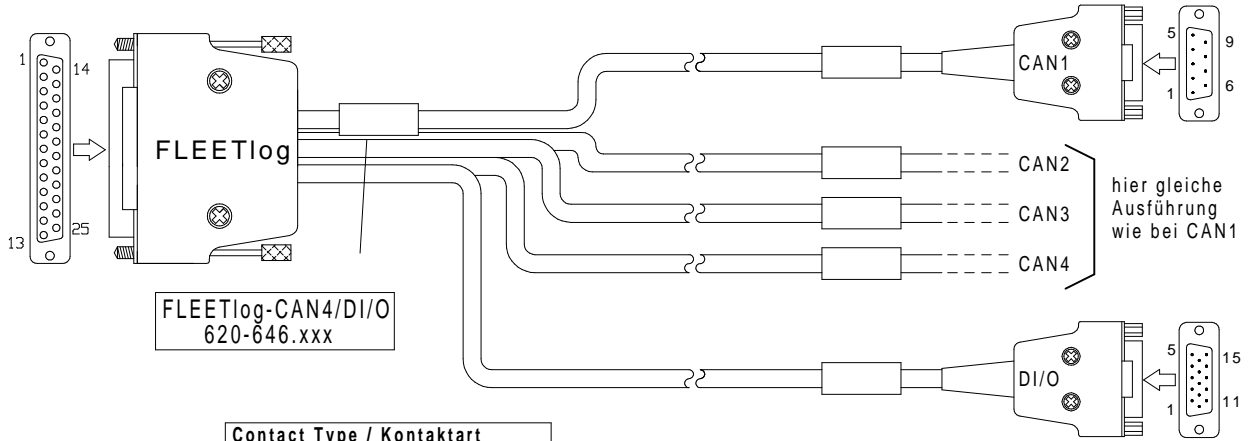 1
14
13
25
FLEETlog
CAN1
5
9
1
6
CAN2
CAN3
CAN4
hier gleiche
Ausführung
wie bei CAN1
FLEETlog-CAN4/DI/O
620-646.xxx
DI/O
5
15
1
11
Contact Type / Kontaktart